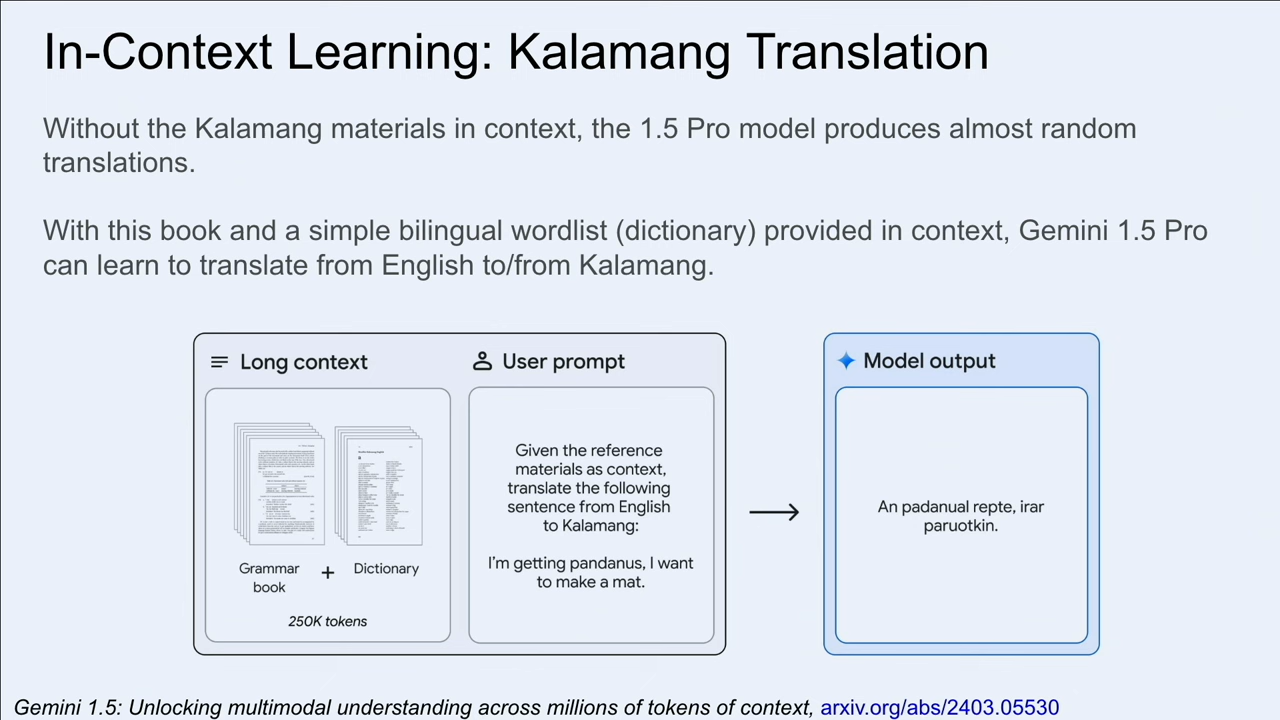 In-Context Learning: Kalamang Translation
Without the Kalamang materials in context, the 1.5 Pro model produces almost random
translations.
With this book and a simple bilingual wordlist (dictionary) provided in context, Gemini 1.5 Pro
can learn to translate from English to/from Kalamang.
Long context
Grammar
book
+
Dictionary
250K tokens
User prompt
Given the reference
materials as context,
translate the following
sentence from English
to Kalamang:
I'm getting pandanus, I want
to make a mat.
Model output
An padanual repte, irar
paruotkin.
Gemini 1.5: Unlocking multimodal understanding across millions of tokens of context, arxiv.org/abs/2403.05530